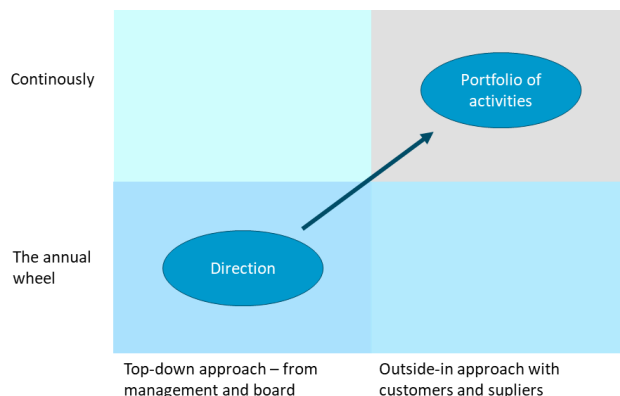 Continously
Portfolio of
activities
The annual
wheel
Direction
Top-down approach – from
management and board
Outside-in approach with
customers and supliers